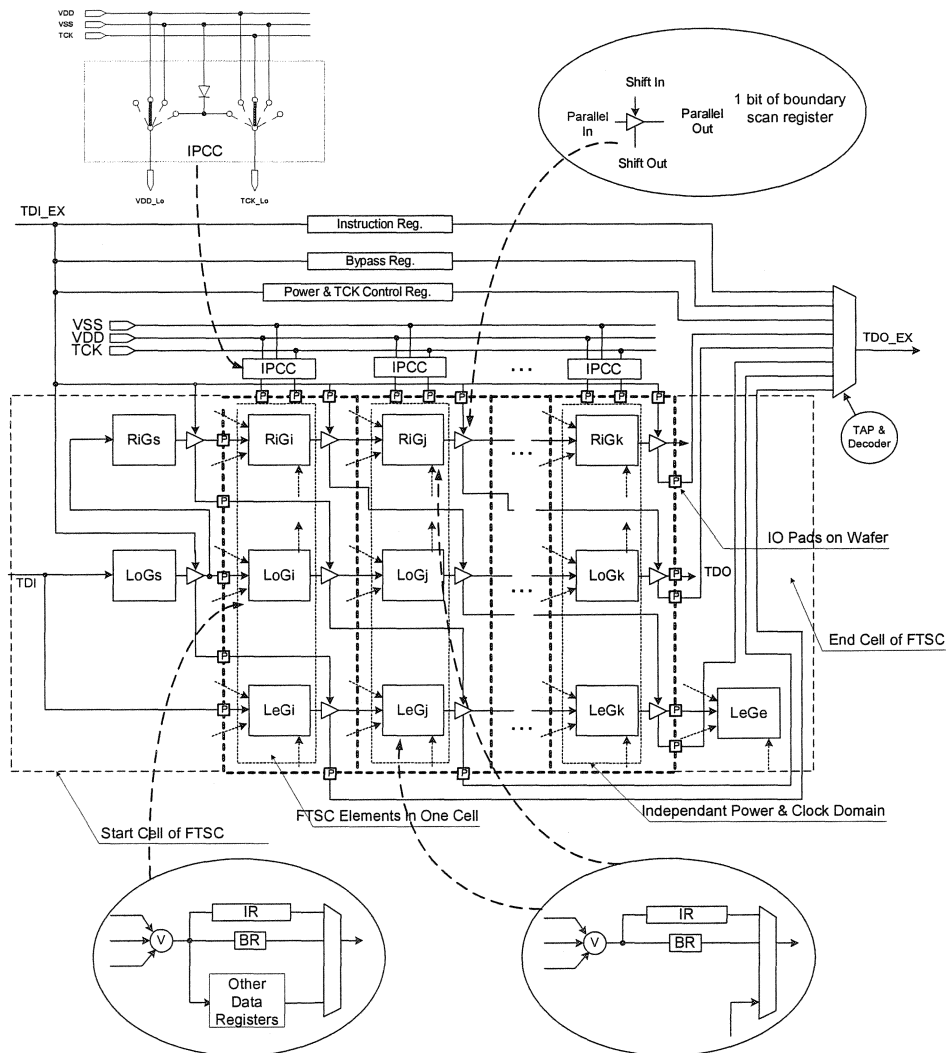 VDD
VSS
TCK
IPCC
VDD_Lo
TCK_Lo
Shift In
Parallel
In
Parallel
Out
Shift Out
1 bit of boundary
scan register
TDI_EX
Instruction Reg.
Bypass Reg.
Power & TCK Control Reg.
VSS
VDD
TCK
IPCC
IPCC
...
IPCC
TDO_EX
TAP &
Decoder
P
P
P
P
P
P
P
P
P
RiGs
P
RiGi
RiGj
...
RiGk
P
P
IO Pads on Wafer
TDI
LoGs
P
LoGi
LoGj
...
LoGk
P
TDO
P
End Cell of FTSC
P
P
LeGi
LeGj
...
LeGk
P
P
LeGe
P
P
Start Cell of FTSC
FTSC Elements in One Cell
Independant Power & Clock Domain
V
IR
BR
Other
Data
Registers
V
IR
BR